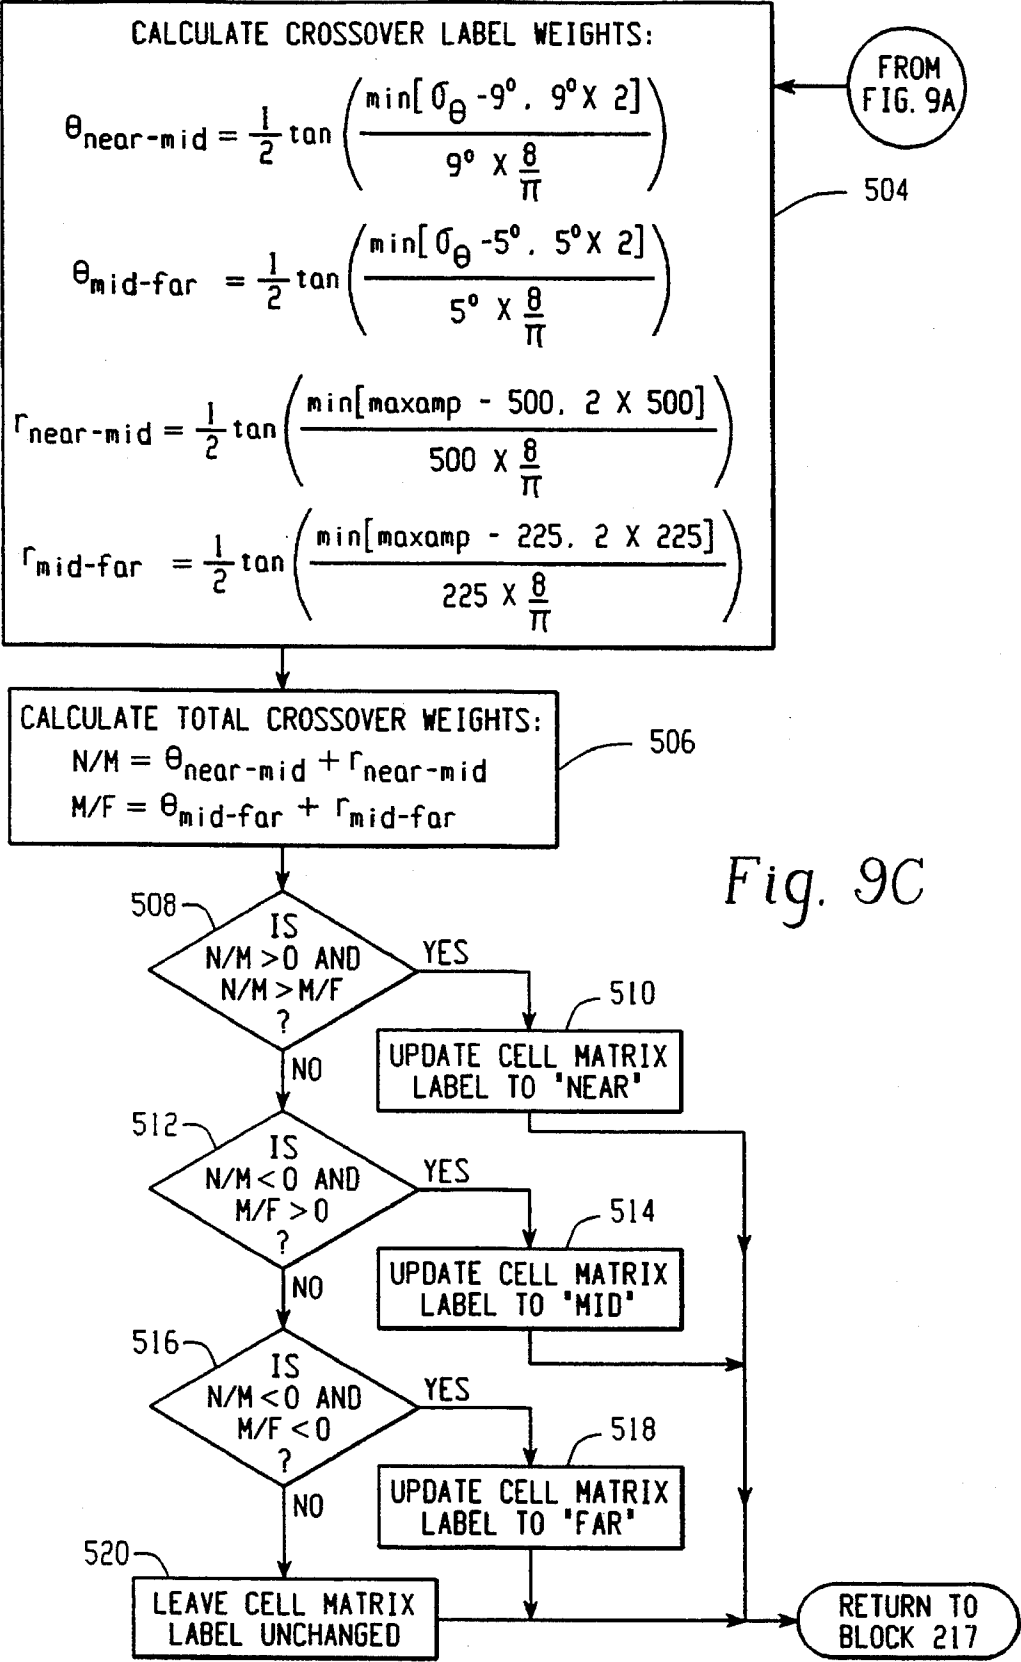 CALCULATE CROSSOVER LABEL WEIGHTS:
FROM
FIG. 9A
θnear-mid = 1/2 tan ( min[σθ -9°, 9°X 2] / 9° X 8/π )
504
θmid-far = 1/2 tan ( min[σθ -5°, 5°X 2] / 5° X 8/π )
rnear-mid = 1/2 tan ( min[maxamp - 500, 2 X 500] / 500 X 8/π )
rmid-far = 1/2 tan ( min[maxamp - 225, 2 X 225] / 225 X 8/π )
CALCULATE TOTAL CROSSOVER WEIGHTS:
N/M = θnear-mid + rnear-mid
M/F = θmid-far + rmid-far
506
Fig. 9C
508
IS
N/M >0 AND
N/M > M/F
?
YES
NO
510
UPDATE CELL MATRIX
LABEL TO "NEAR"
512
IS
N/M < 0 AND
M/F > 0
?
YES
NO
514
UPDATE CELL MATRIX
LABEL TO "MID"
516
IS
N/M < 0 AND
M/F < 0
?
YES
NO
518
UPDATE CELL MATRIX
LABEL TO "FAR"
520
LEAVE CELL MATRIX
LABEL UNCHANGED
RETURN TO
BLOCK 217